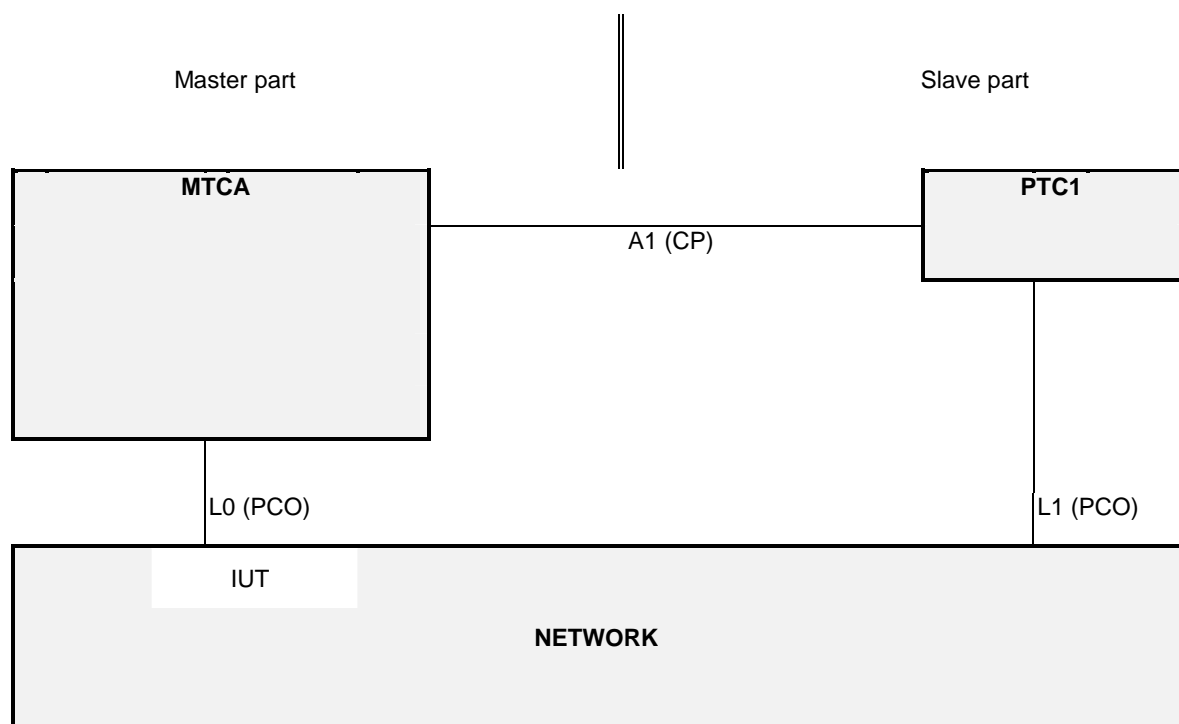 Master part
Slave part
MTCA
PTC1
A1 (CP)
L0 (PCO)
L1 (PCO)
IUT
NETWORK